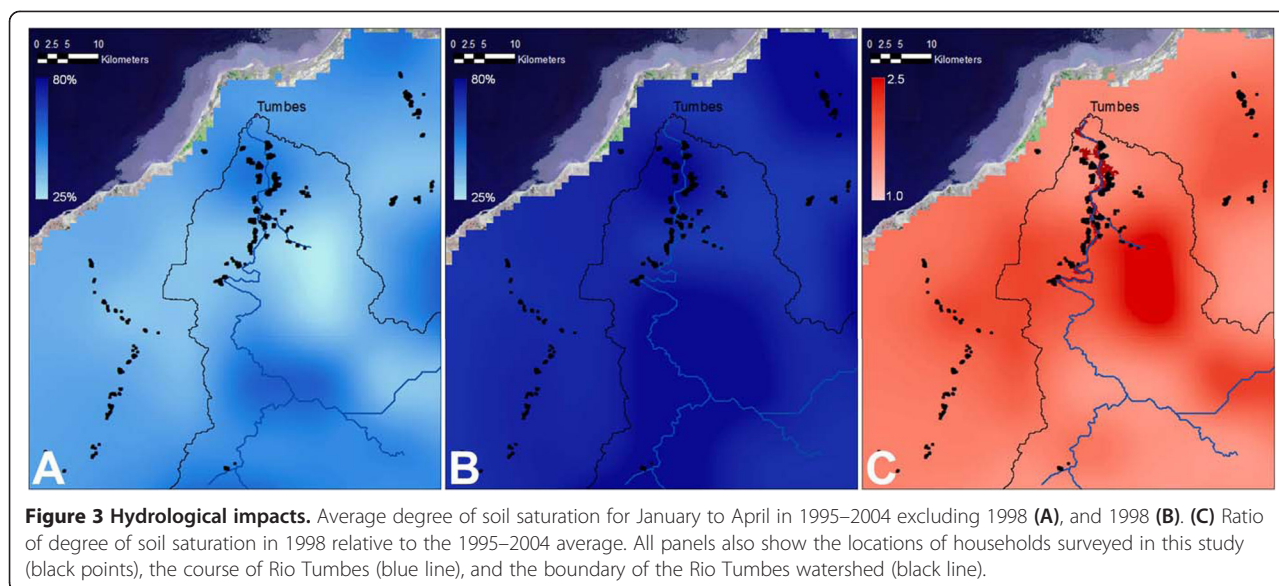 0 2.5 5 10
Kilometers
80%
25%
Tumbes
A
0 2.5 5 10
Kilometers
80%
25%
Tumbes
B
0 2.5 5 10
Kilometers
2.5
1.0
Tumbes
C
Figure 3 Hydrological impacts. Average degree of soil saturation for January to April in 1995–2004 excluding 1998 (A), and 1998 (B). (C) Ratio
of degree of soil saturation in 1998 relative to the 1995–2004 average. All panels also show the locations of households surveyed in this study
(black points), the course of Rio Tumbes (blue line), and the boundary of the Rio Tumbes watershed (black line).